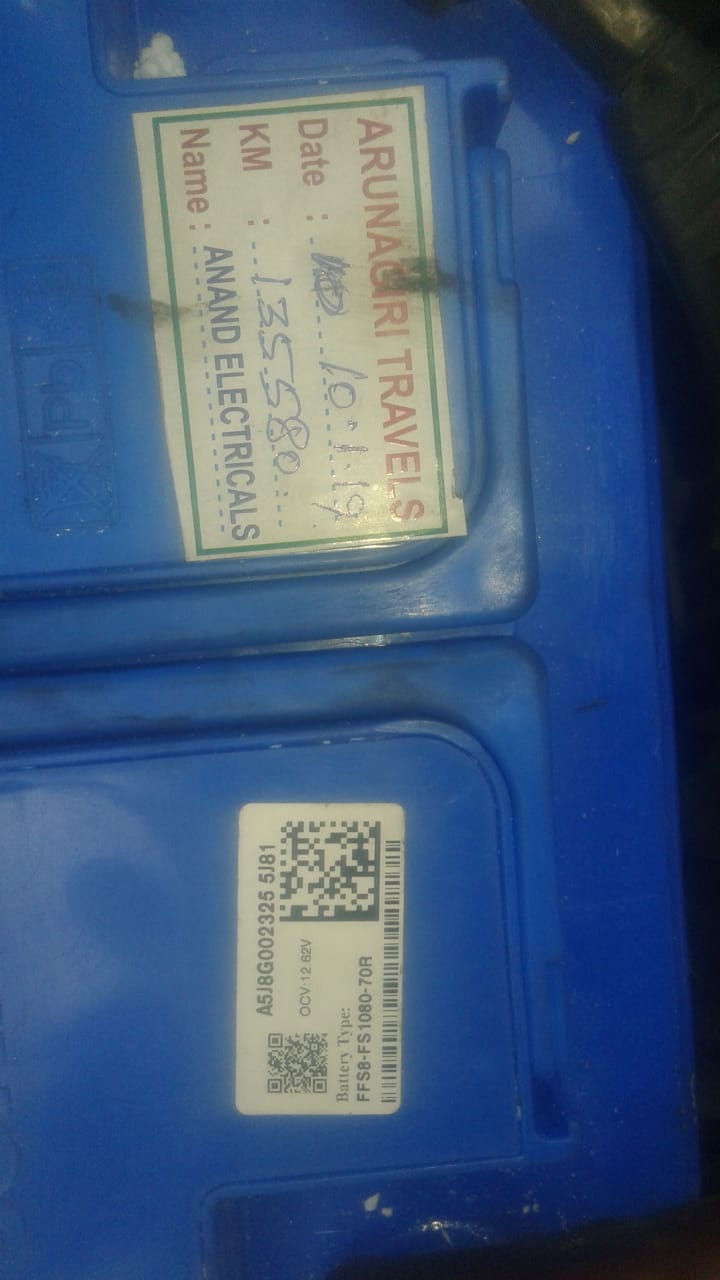 ARUNAGIRI TRAVELS
Date : 10.1.19
KM : 135580
Name : ANAND ELECTRICALS
Pb
A5J8G002325 5J81
OCV:12.62V
Battery Type:
FFS8-FS1080-70R